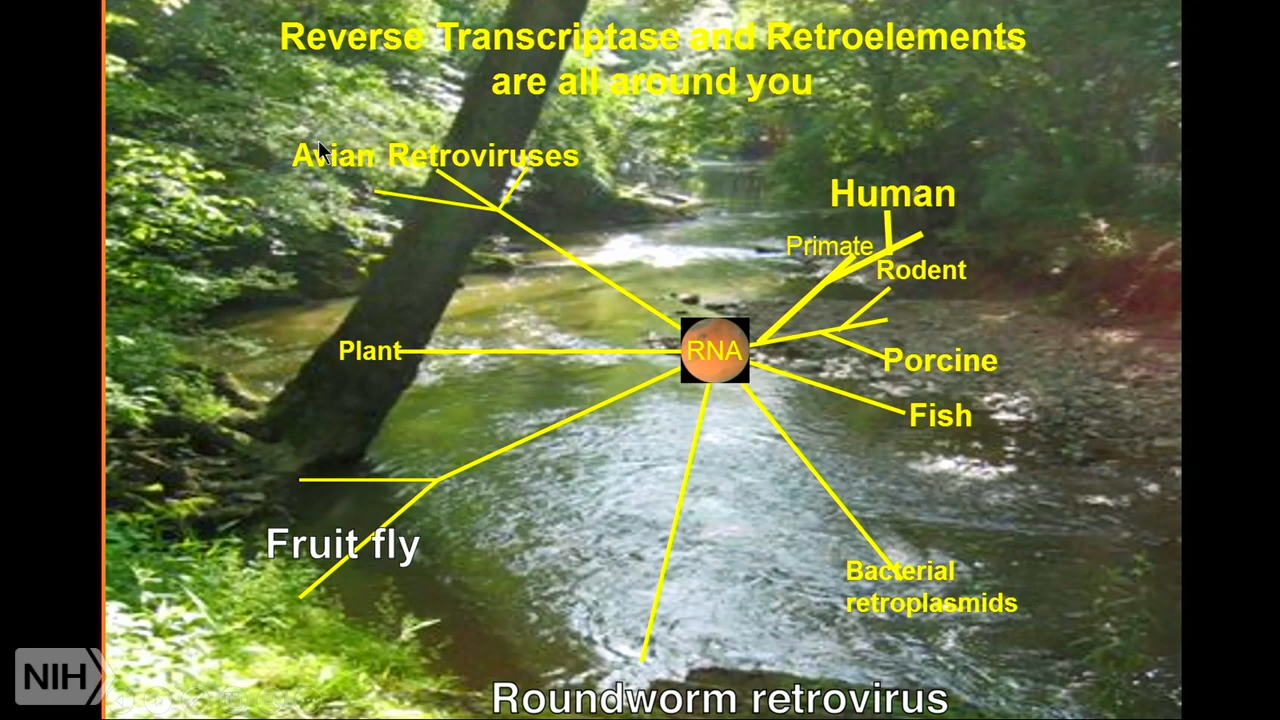 Reverse Transcriptase and Retroelements
are all around you
Avian Retroviruses
Human
Primate
Rodent
Plant
RNA
Porcine
Fish
Fruit fly
Bacterial
retroplasmids
Roundworm retrovirus
NIH